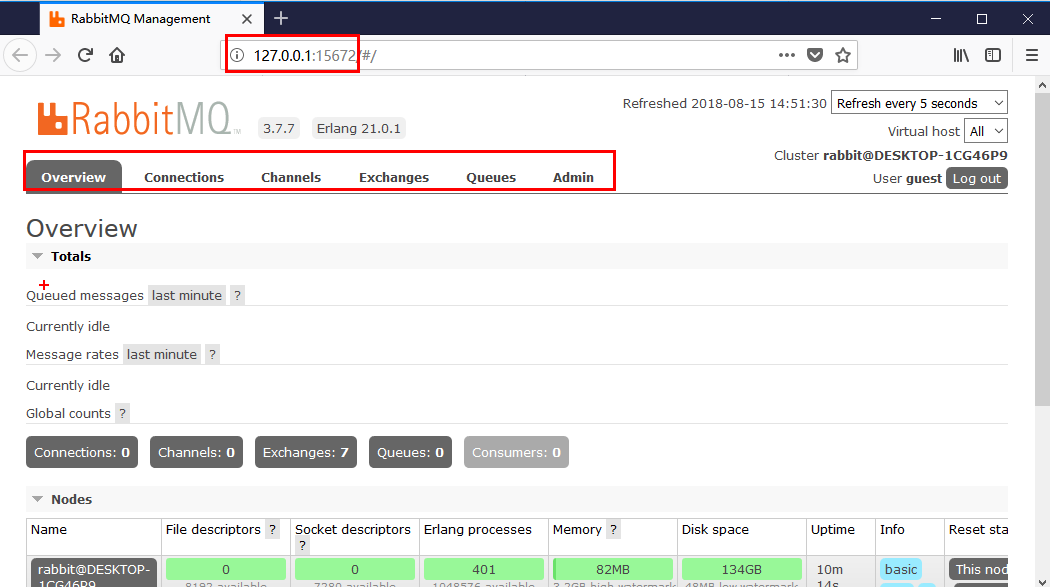 RabbitMQ Management
127.0.0.1:15672/#/
RabbitMQ™ 3.7.7 Erlang 21.0.1
Refreshed 2018-08-15 14:51:30 Refresh every 5 seconds
Virtual host All
Cluster rabbit@DESKTOP-1CG46P9
User guest Log out
Overview Connections Channels Exchanges Queues Admin
Overview
Totals
Queued messages last minute ?
Currently idle
Message rates last minute ?
Currently idle
Global counts ?
Connections: 0 Channels: 0 Exchanges: 7 Queues: 0 Consumers: 0
Nodes
Name File descriptors ? Socket descriptors ? Erlang processes Memory ? Disk space Uptime Info Reset sta
rabbit@DESKTOP- 0 0 401 82MB 134GB 10m basic This nod
1CG46P9 8192 available 7280 available 1048576 available 3.2GB high watermark 48MB low watermark 14s